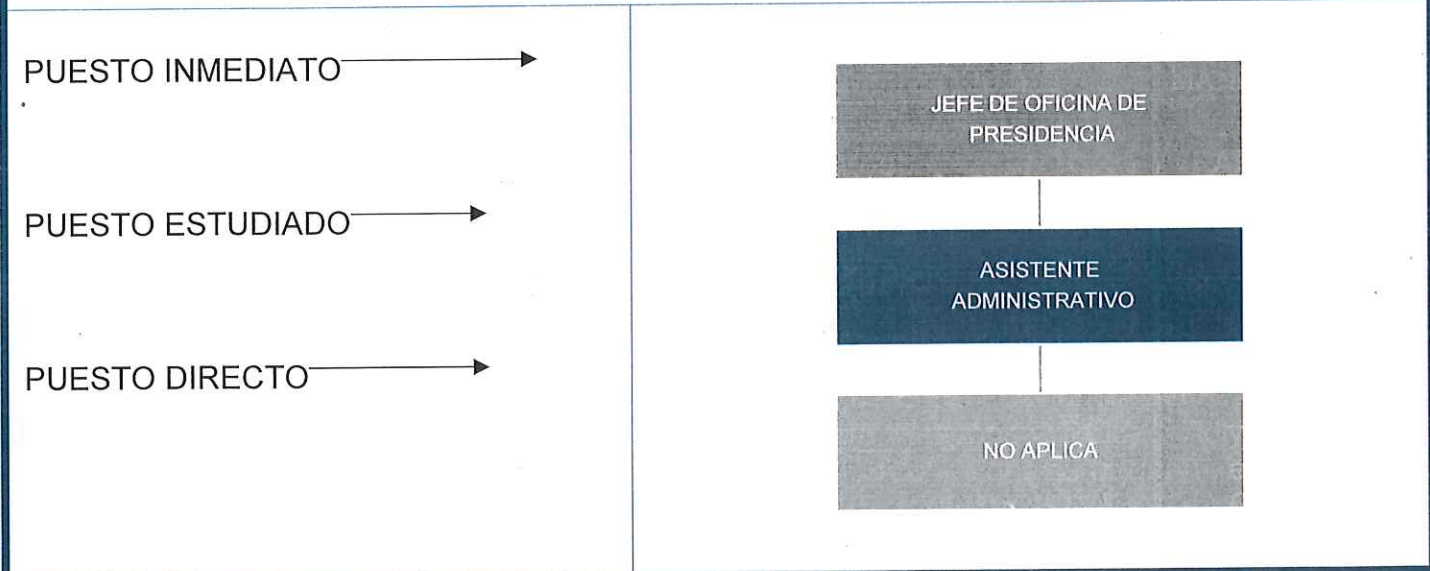 PUESTO INMEDIATO
JEFE DE OFICINA DE
PRESIDENCIA
PUESTO ESTUDIADO
ASISTENTE
ADMINISTRATIVO
PUESTO DIRECTO
NO APLICA